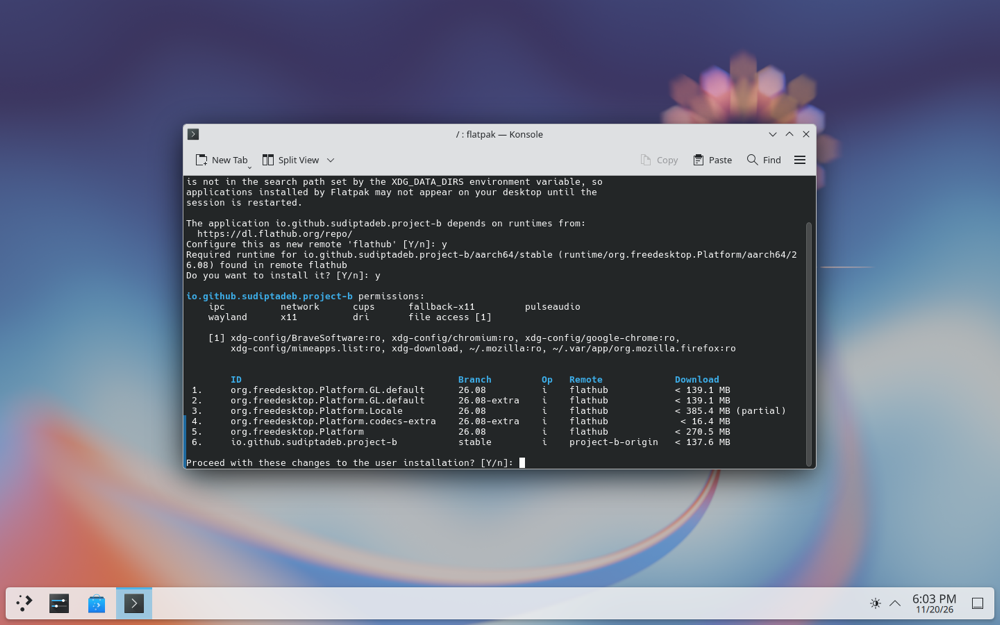 / : flatpak — Konsole
New Tab Split View Copy Paste Find
is not in the search path set by the XDG_DATA_DIRS environment variable, so
applications installed by Flatpak may not appear on your desktop until the
session is restarted.
The application io.github.sudiptadeb.project-b depends on runtimes from:
https://dl.flathub.org/repo/
Configure this as new remote 'flathub' [Y/n]: y
Required runtime for io.github.sudiptadeb.project-b/aarch64/stable (runtime/org.freedesktop.Platform/aarch64/2
6.08) found in remote flathub
Do you want to install it? [Y/n]: y
io.github.sudiptadeb.project-b permissions:
ipc network cups fallback-x11 pulseaudio
wayland x11 dri file access [1]
[1] xdg-config/BraveSoftware:ro, xdg-config/chromium:ro, xdg-config/google-chrome:ro,
xdg-config/mimeapps.list:ro, xdg-download, ~/.mozilla:ro, ~/.var/app/org.mozilla.firefox:ro
ID Branch Op Remote Download
1. org.freedesktop.Platform.GL.default 26.08 i flathub < 139.1 MB
2. org.freedesktop.Platform.GL.default 26.08-extra i flathub < 139.1 MB
3. org.freedesktop.Platform.Locale 26.08 i flathub < 385.4 MB (partial)
4. org.freedesktop.Platform.codecs-extra 26.08-extra i flathub < 16.4 MB
5. org.freedesktop.Platform 26.08 i flathub < 270.5 MB
6. io.github.sudiptadeb.project-b stable i project-b-origin < 137.6 MB
Proceed with these changes to the user installation? [Y/n]:
6:03 PM
11/20/26